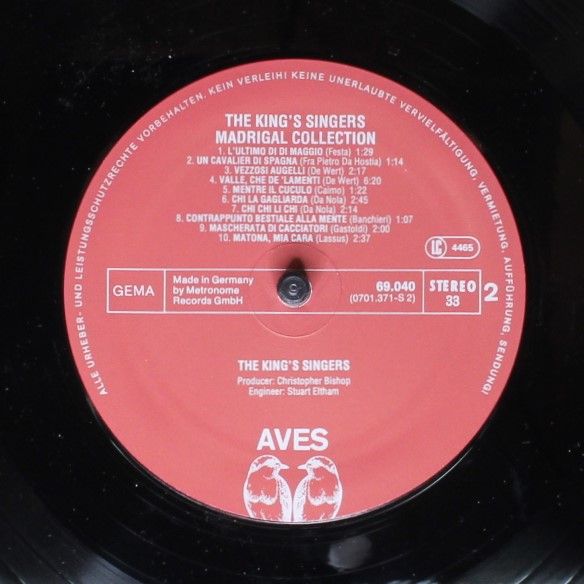 ALLE URHEBER- UND LEISTUNGSSCHUTZRECHTE VORBEHALTEN. KEIN VERLEIH! KEINE UNERLAUBTE VERVIELFÄLTIGUNG, VERMIETUNG, AUFFÜHRUNG, SENDUNG!
THE KING'S SINGERS
MADRIGAL COLLECTION
1. L'ULTIMO DI DI MAGGIO (Festa) 1:29
2. UN CAVALIER DI SPAGNA (Fra Pietro Da Hostia) 1:14
3. VEZZOSI AUGELLI (De Wert) 2:17
4. VALLE, CHE DE 'LAMENTI (De Wert) 6:20
5. MENTRE IL CUCULO (Caimo) 1:21
6. CHI LA GAGLIARDA (Da Nola) 2:51
7. CHI CHI LI CHI (Da Nola) 2:14
8. CONTRAPPUNTO BESTIALE ALLA MENTE (Banchieri) 1:07
9. MASCHERATA DI CACCIATORI (Gastoldi) 2:00
10. MATONA, MIA CARA (Lassus) 2:37
LC 4465
GEMA
Made in Germany
by Metronome
Records GmbH
69.040
(0701.371-S 2)
STEREO
33
2
THE KING'S SINGERS
Producer: Christopher Bishop
Engineer: Stuart Eltham
AVES